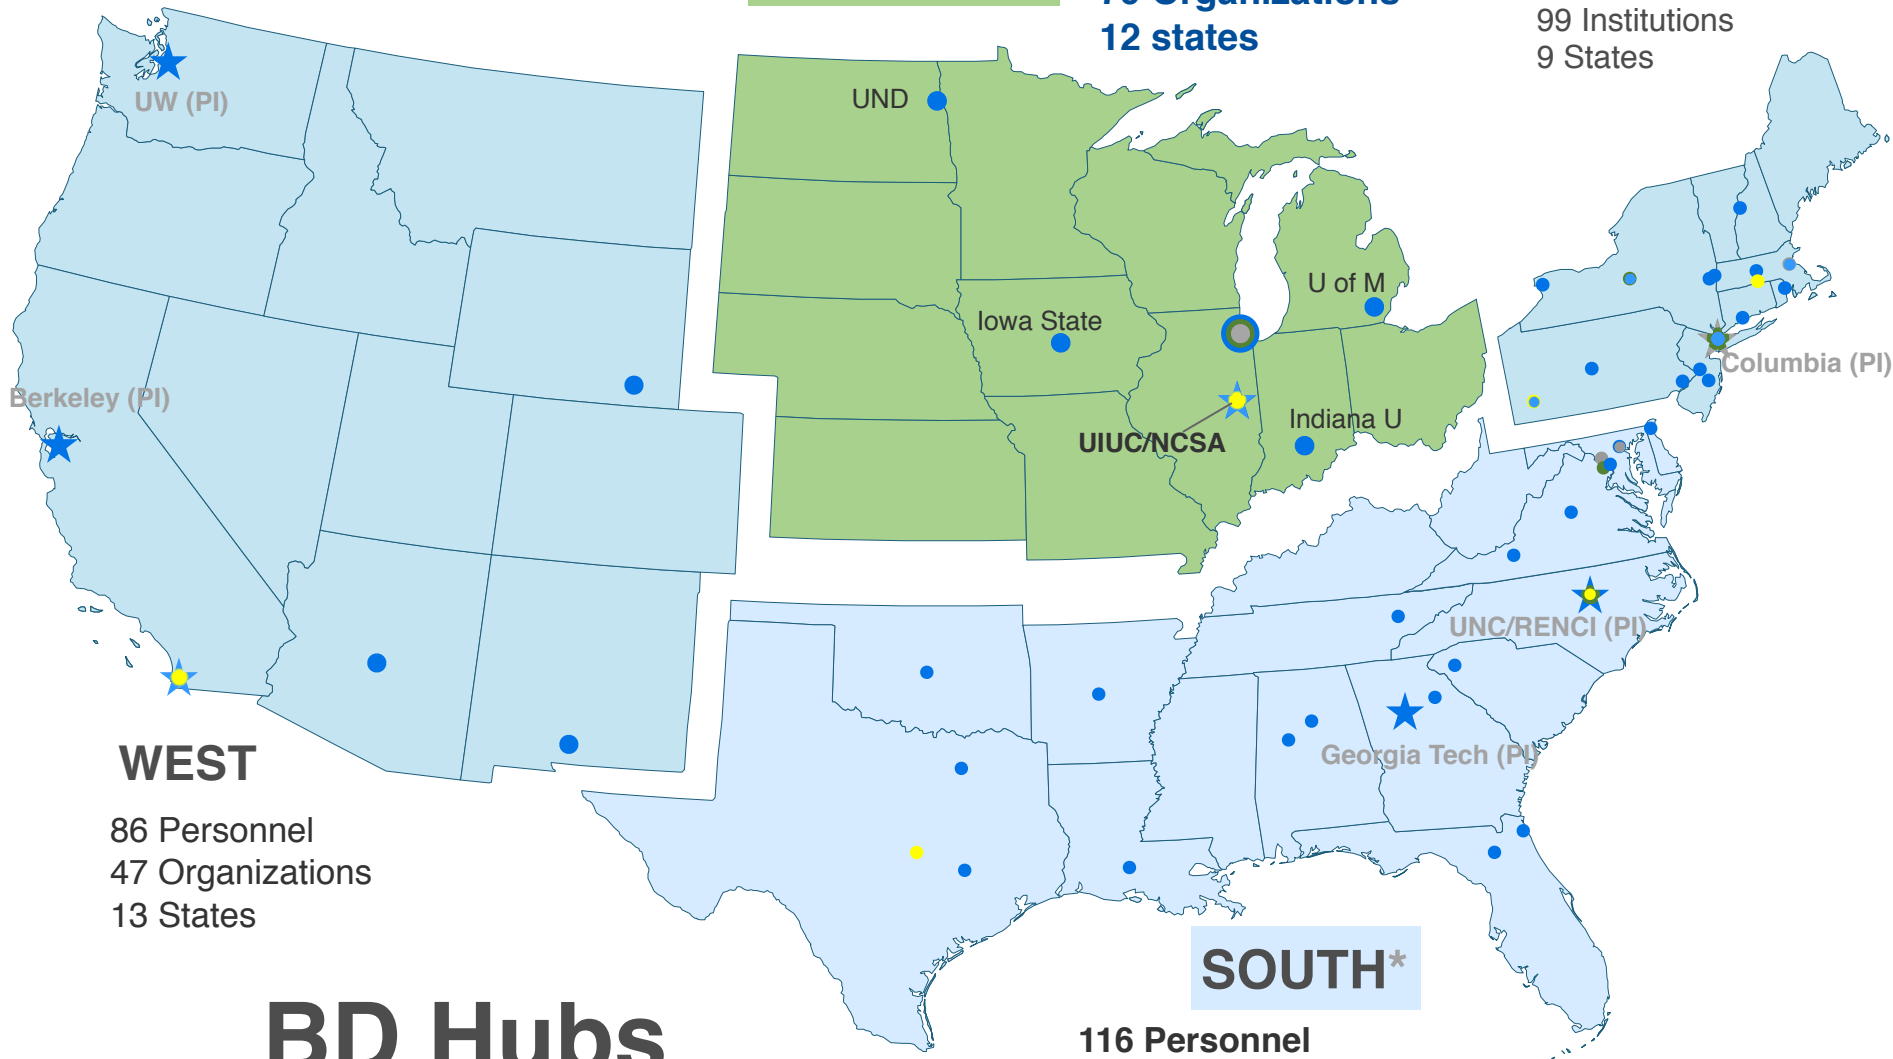 Organizations
12 states
99 Institutions
9 States
UW (PI)
UND
U of M
Iowa State
Columbia (PI)
Berkeley (PI)
Indiana U
UIUC/NCSA
UNC/RENCI (PI)
Georgia Tech (PI)
WEST
86 Personnel
47 Organizations
13 States
SOUTH*
BD Hubs
116 Personnel